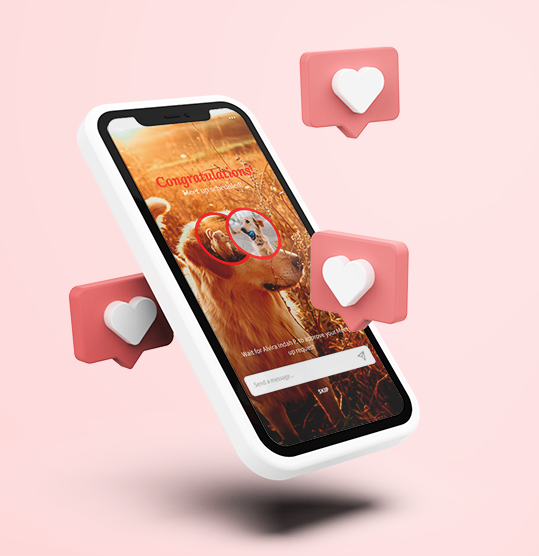 Congratulations!
Meet up scheduled!
Wait for Alvira Indah P. to approve your Meet
up request
Send a message...
SKIP